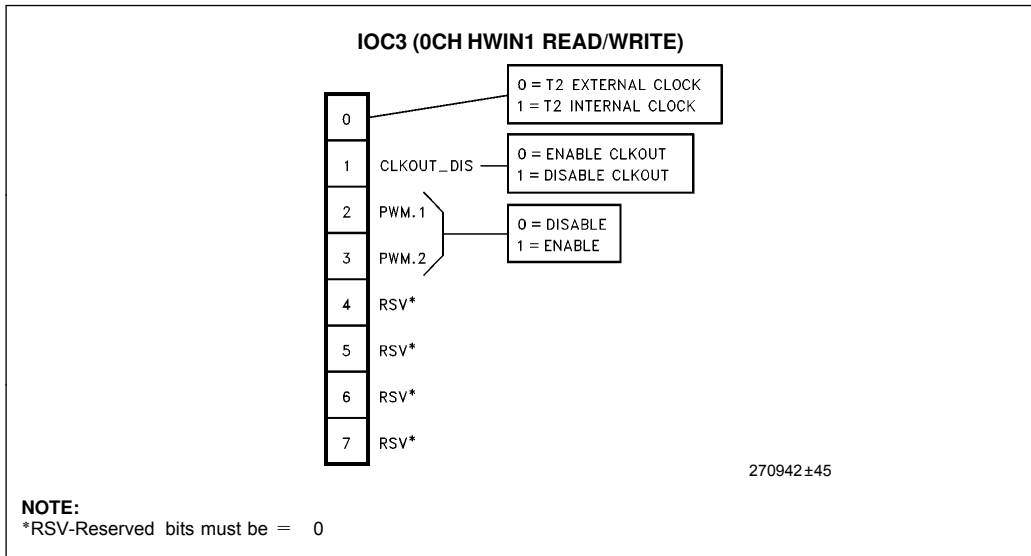 IOC3 (0CH HWIN1 READ/WRITE)
0 = T2 EXTERNAL CLOCK
1 = T2 INTERNAL CLOCK
0
1 CLKOUT_DIS
0 = ENABLE CLKOUT
1 = DISABLE CLKOUT
2 PWM.1
0 = DISABLE
1 = ENABLE
3 PWM.2
4 RSV*
5 RSV*
6 RSV*
7 RSV*
270942±45
NOTE:
*RSV-Reserved bits must be = 0